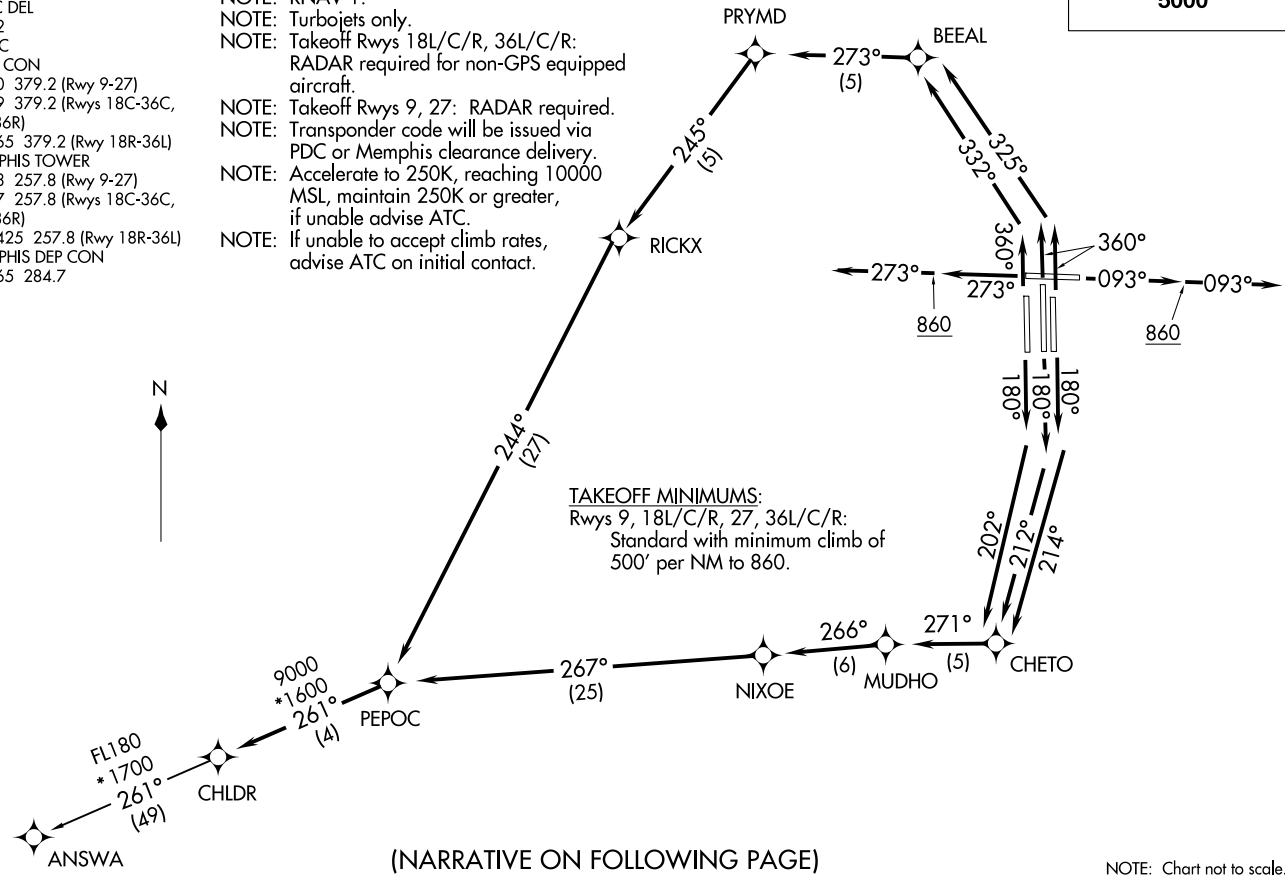 C DEL
2
C
CON
0 379.2 (Rwy 9-27)
9 379.2 (Rwys 18C-36C,
36R)
65 379.2 (Rwy 18R-36L)
PHIS TOWER
3 257.8 (Rwy 9-27)
7 257.8 (Rwys 18C-36C,
36R)
425 257.8 (Rwy 18R-36L)
PHIS DEP CON
65 284.7
NOTE: RNAV 1.
NOTE: Turbojets only.
NOTE: Takeoff Rwys 18L/C/R, 36L/C/R:
RADAR required for non-GPS equipped
aircraft.
NOTE: Takeoff Rwys 9, 27: RADAR required.
NOTE: Transponder code will be issued via
PDC or Memphis clearance delivery.
NOTE: Accelerate to 250K, reaching 10000
MSL, maintain 250K or greater,
if unable advise ATC.
NOTE: If unable to accept climb rates,
advise ATC on initial contact.
5000
PRYMD
BEEAL
273°
(5)
245°
(5)
RICKX
332°
325°
360°
360°
273°
273°
093°
093°
860
860
180°
180°
180°
N
244°
(27)
TAKEOFF MINIMUMS:
Rwys 9, 18L/C/R, 27, 36L/C/R:
Standard with minimum climb of
500' per NM to 860.
202°
212°
214°
271°
(5)
CHETO
266°
(6)
MUDHO
NIXOE
267°
(25)
PEPOC
9000
*1600
261°
(4)
CHLDR
FL180
*1700
261°
(49)
ANSWA
(NARRATIVE ON FOLLOWING PAGE)
NOTE: Chart not to scale.